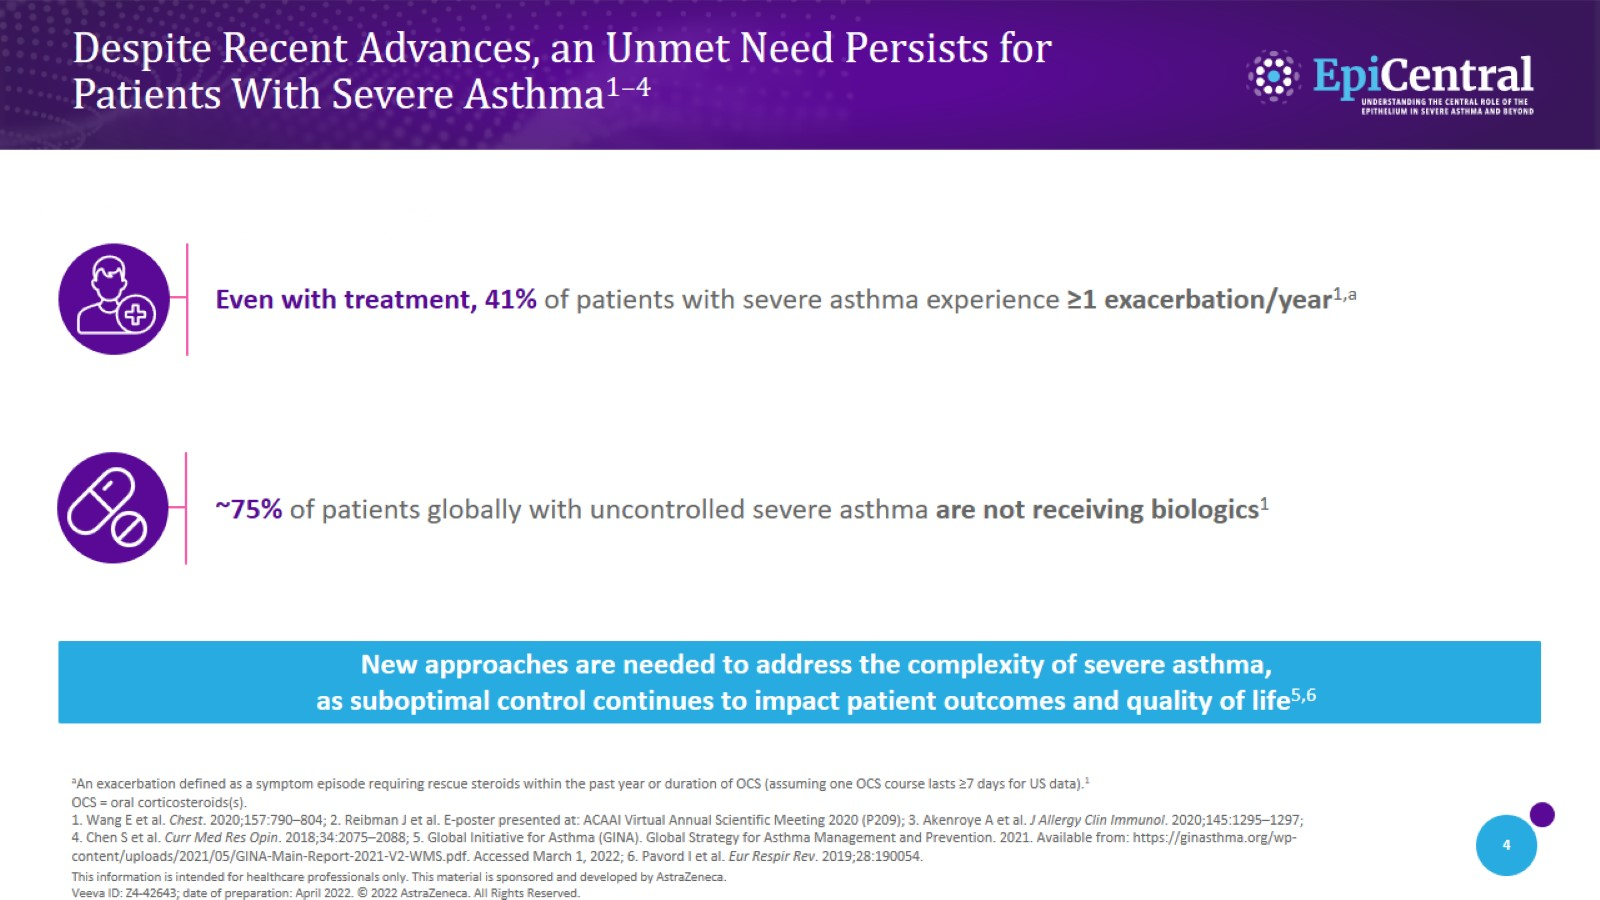 Despite Recent Advances, an Unmet Need Persists for
Patients With Severe Asthma1–4
EpiCentral
UNDERSTANDING THE CENTRAL ROLE OF THE
EPITHELIUM IN SEVERE ASTHMA AND BEYOND
Even with treatment, 41% of patients with severe asthma experience ≥1 exacerbation/year1,a
~75% of patients globally with uncontrolled severe asthma are not receiving biologics1
New approaches are needed to address the complexity of severe asthma,
as suboptimal control continues to impact patient outcomes and quality of life5,6
aAn exacerbation defined as a symptom episode requiring rescue steroids within the past year or duration of OCS (assuming one OCS course lasts ≥7 days for US data).1
OCS = oral corticosteroids(s).
1. Wang E et al. Chest. 2020;157:790–804; 2. Reibman J et al. E-poster presented at: ACAAI Virtual Annual Scientific Meeting 2020 (P209); 3. Akenroye A et al. J Allergy Clin Immunol. 2020;145:1295–1297;
4. Chen S et al. Curr Med Res Opin. 2018;34:2075–2088; 5. Global Initiative for Asthma (GINA). Global Strategy for Asthma Management and Prevention. 2021. Available from: https://ginasthma.org/wp-
content/uploads/2021/05/GINA-Main-Report-2021-V2-WMS.pdf. Accessed March 1, 2022; 6. Pavord I et al. Eur Respir Rev. 2019;28:190054.
This information is intended for healthcare professionals only. This material is sponsored and developed by AstraZeneca.
Veeva ID: Z4-42643; date of preparation: April 2022. © 2022 AstraZeneca. All Rights Reserved.
4